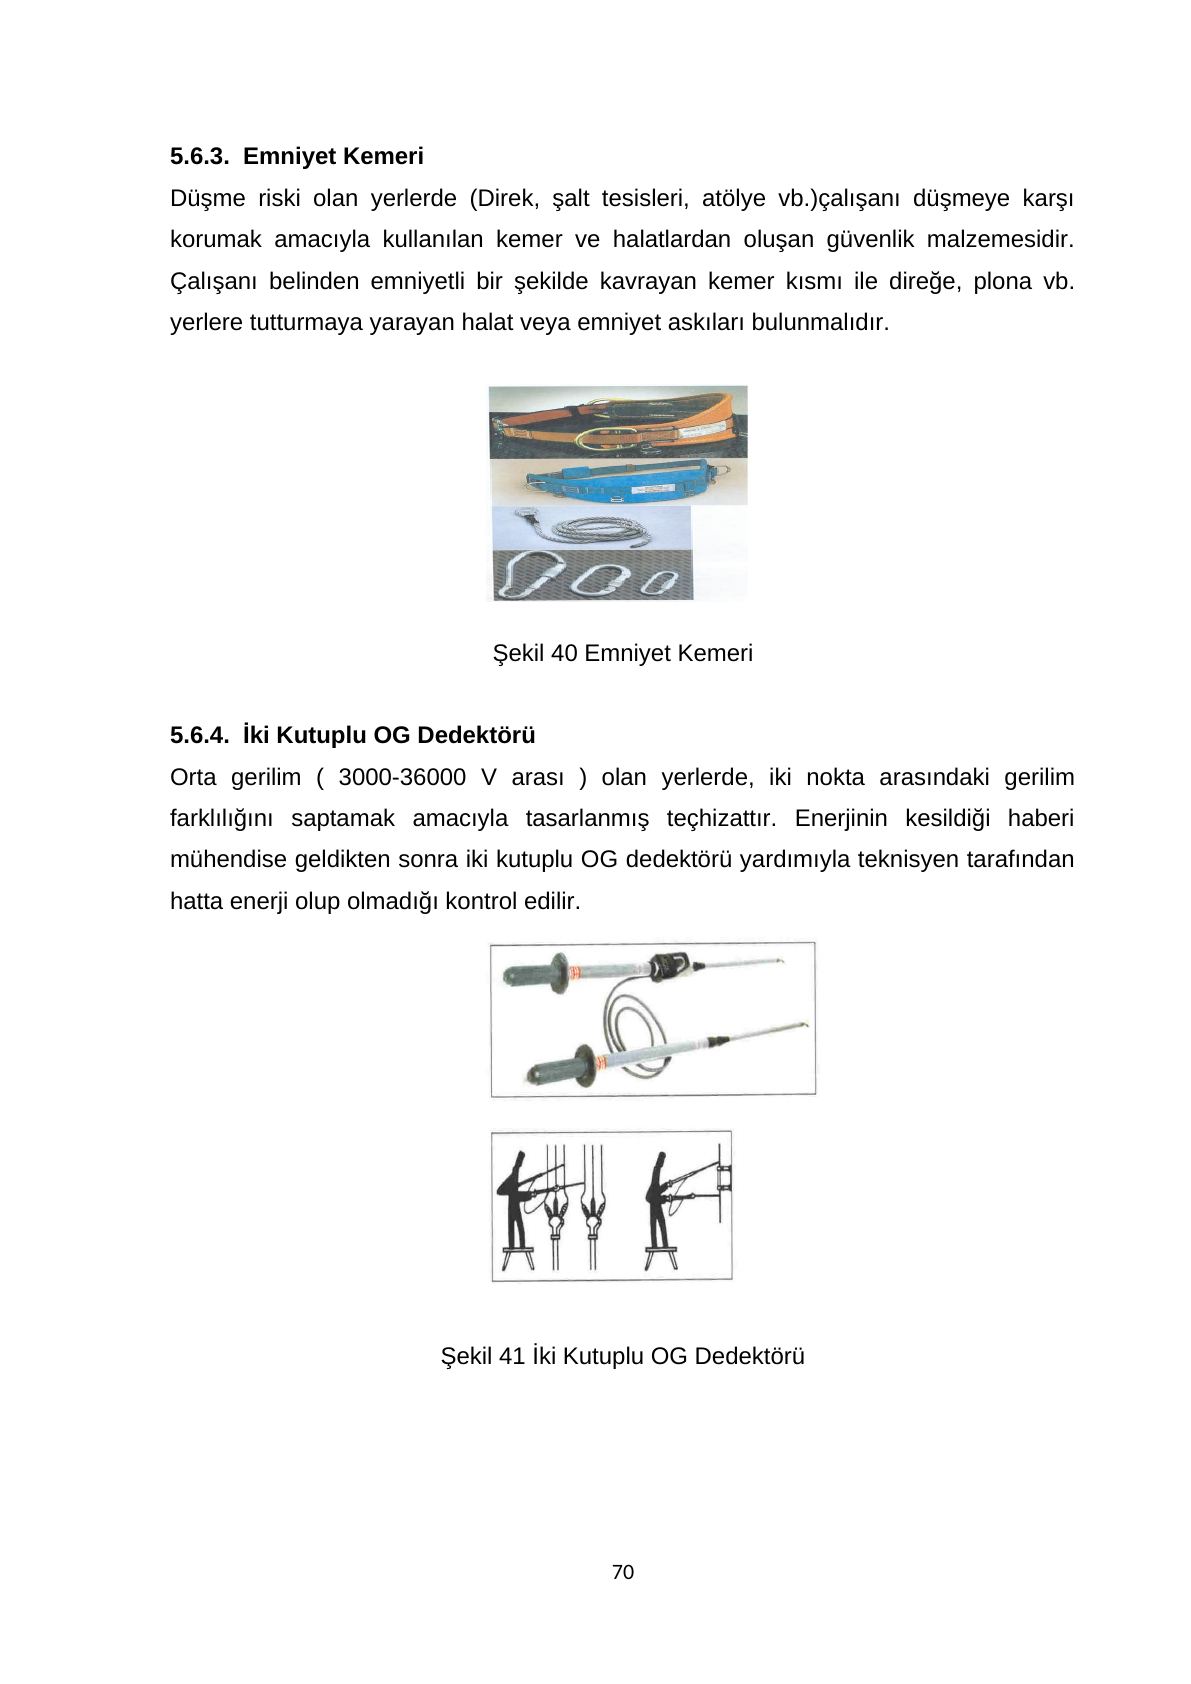 5.6.3. Emniyet Kemeri
Düşme riski olan yerlerde (Direk, şalt tesisleri, atölye vb.)çalışanı düşmeye karşı
korumak amacıyla kullanılan kemer ve halatlardan oluşan güvenlik malzemesidir.
Çalışanı belinden emniyetli bir şekilde kavrayan kemer kısmı ile direğe, plona vb.
yerlere tutturmaya yarayan halat veya emniyet askıları bulunmalıdır.
Şekil 40 Emniyet Kemeri
5.6.4. İki Kutuplu OG Dedektörü
Orta gerilim ( 3000-36000 V arası ) olan yerlerde, iki nokta arasındaki gerilim
farklılığını saptamak amacıyla tasarlanmış teçhizattır. Enerjinin kesildiği haberi
mühendise geldikten sonra iki kutuplu OG dedektörü yardımıyla teknisyen tarafından
hatta enerji olup olmadığı kontrol edilir.
Şekil 41 İki Kutuplu OG Dedektörü
70